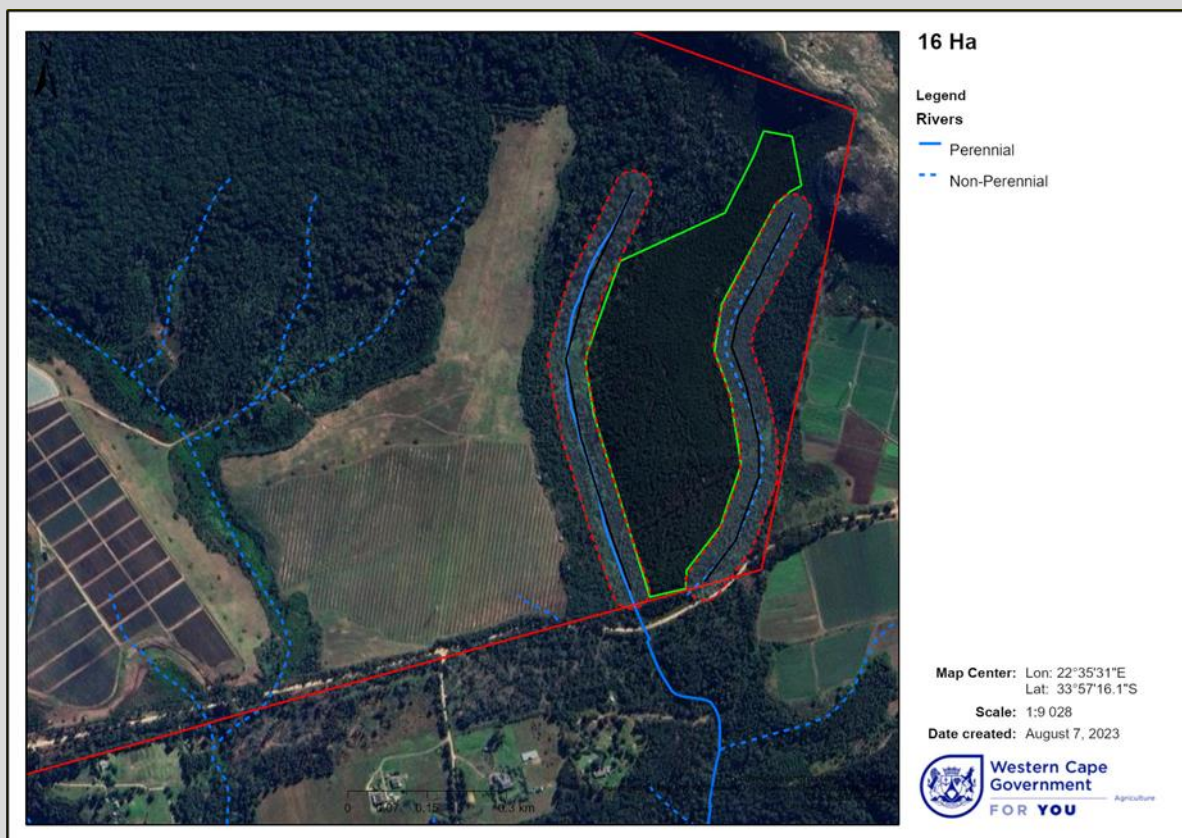 N
16 Ha
Legend
Rivers
Perennial
Non-Perennial
0 0.07 0.15 0.3 km
Map Center: Lon: 22°35'31"E
Lat: 33°57'16.1"S
Scale: 1:9 028
Date created: August 7, 2023
Western Cape
Government
Agriculture
FOR YOU